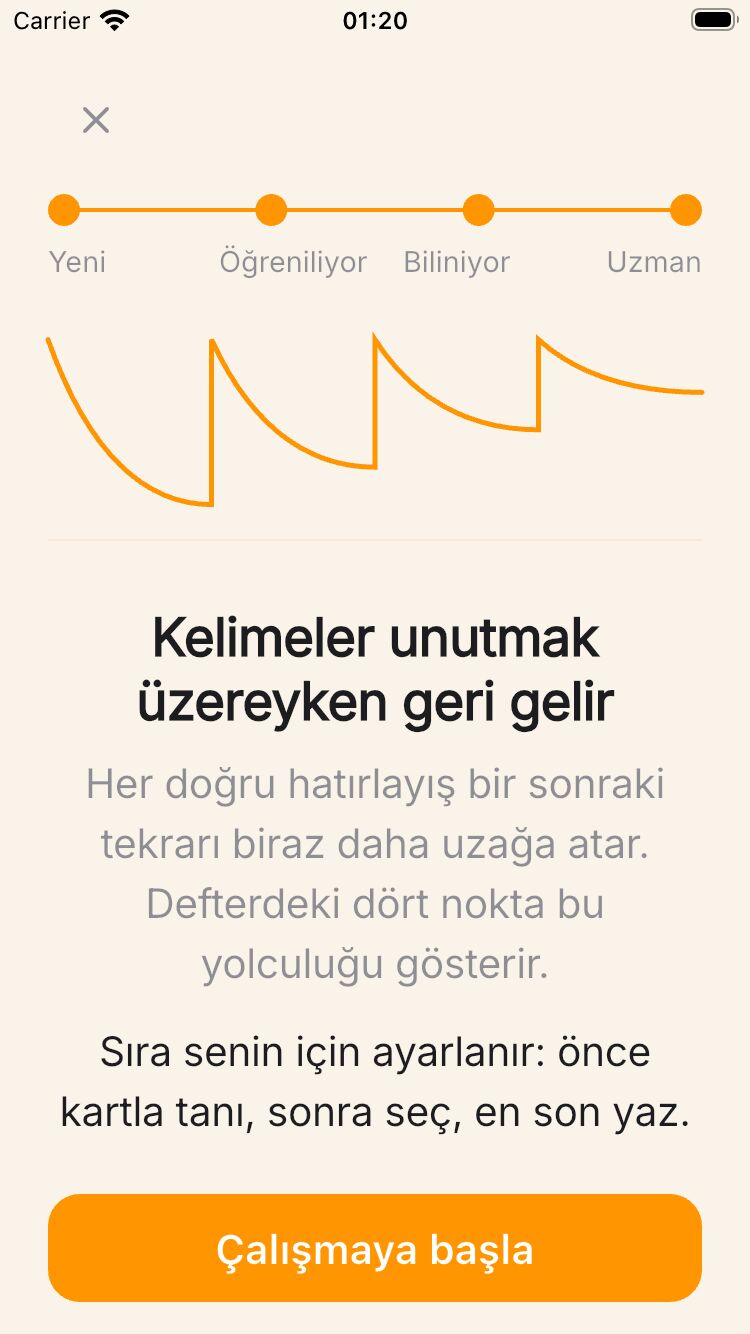 Carrier 01:20
Yeni Öğreniliyor Biliniyor Uzman
Kelimeler unutmak
üzereyken geri gelir
Her doğru hatırlayış bir sonraki
tekrarı biraz daha uzağa atar.
Defterdeki dört nokta bu
yolculuğu gösterir.
Sıra senin için ayarlanır: önce
kartla tanı, sonra seç, en son yaz.
Çalışmaya başla